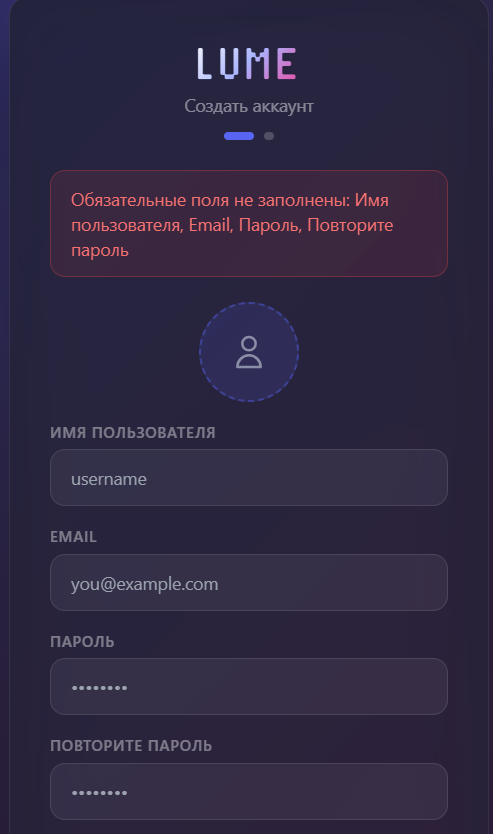 LUME
Создать аккаунт
Обязательные поля не заполнены: Имя
пользователя, Email, Пароль, Повторите
пароль
ИМЯ ПОЛЬЗОВАТЕЛЯ
username
EMAIL
you@example.com
ПАРОЛЬ
••••••••
ПОВТОРИТЕ ПАРОЛЬ
••••••••